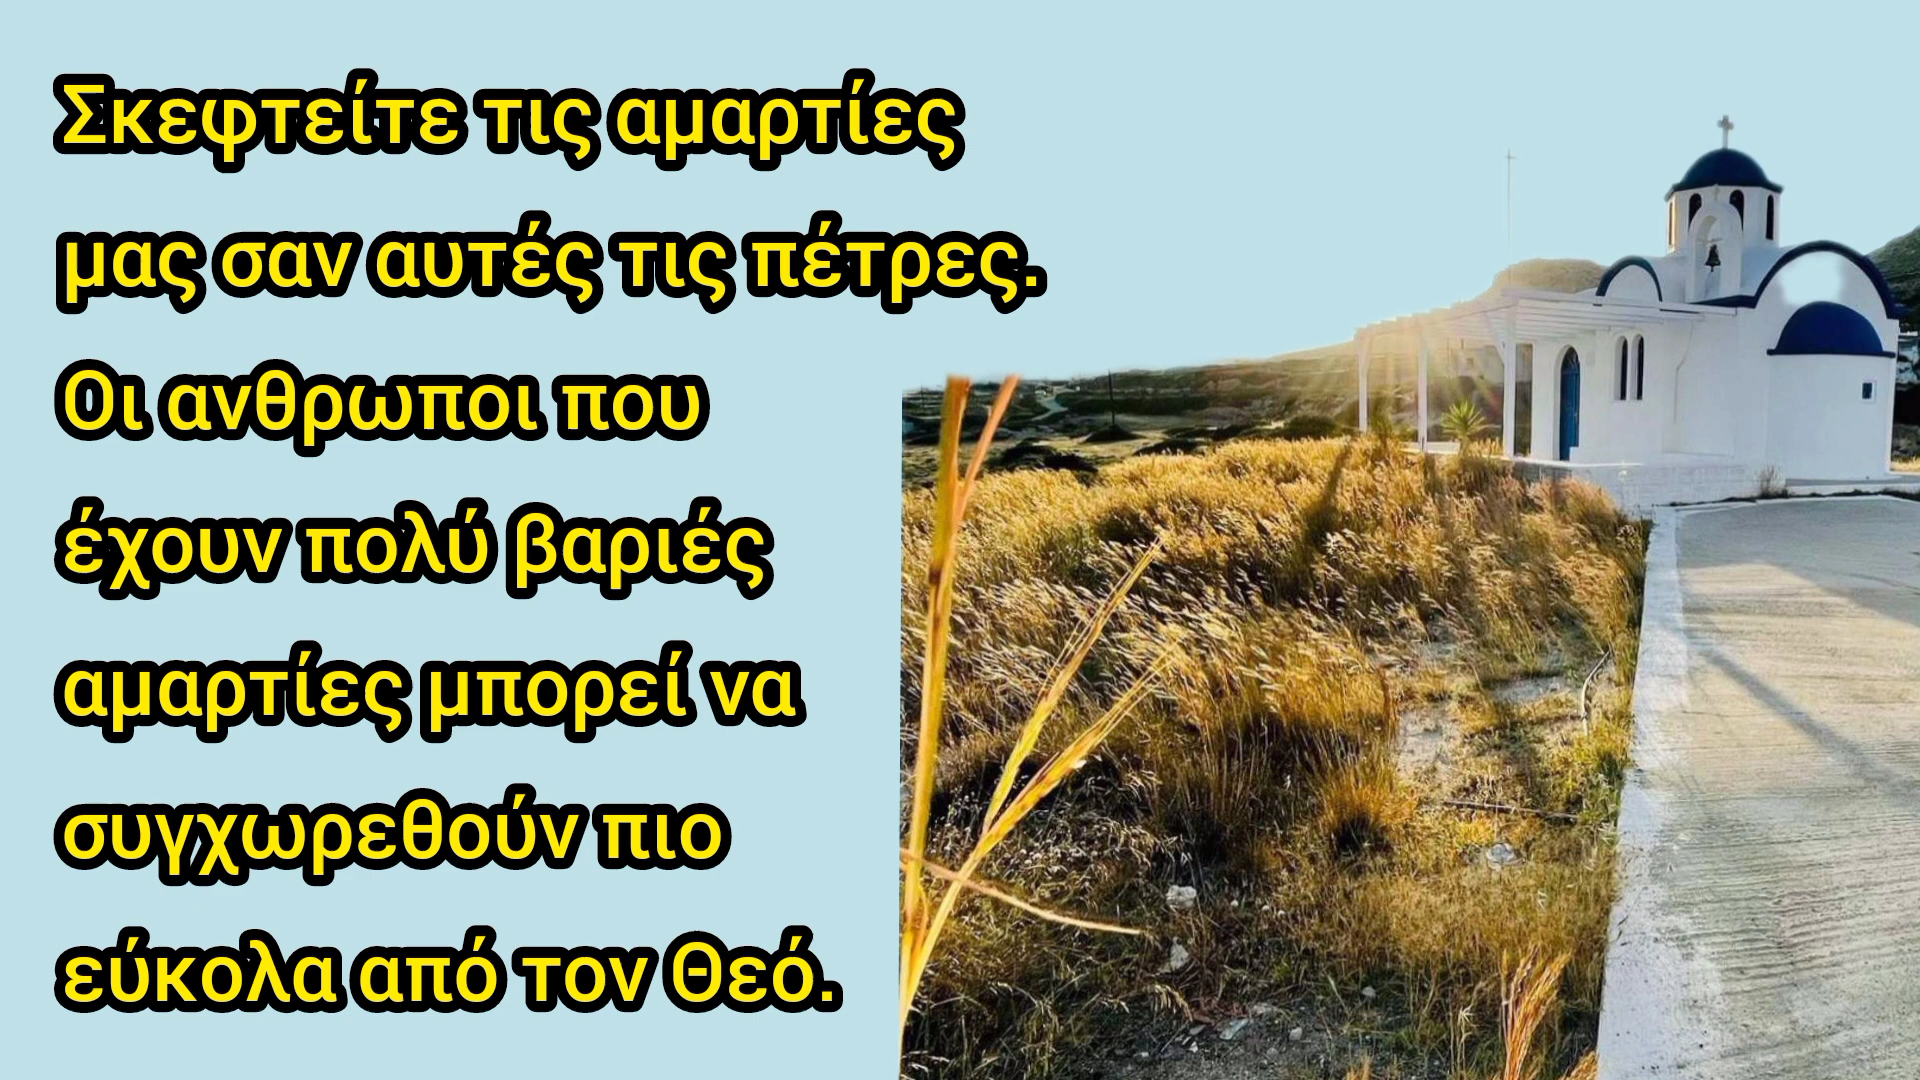 Σκεφτείτε τις αμαρτίες
μας σαν αυτές τις πέτρες.
Οι ανθρωποι που
έχουν πολύ βαριές
αμαρτίες μπορεί να
συγχωρεθούν πιο
εύκολα από τον Θεό.